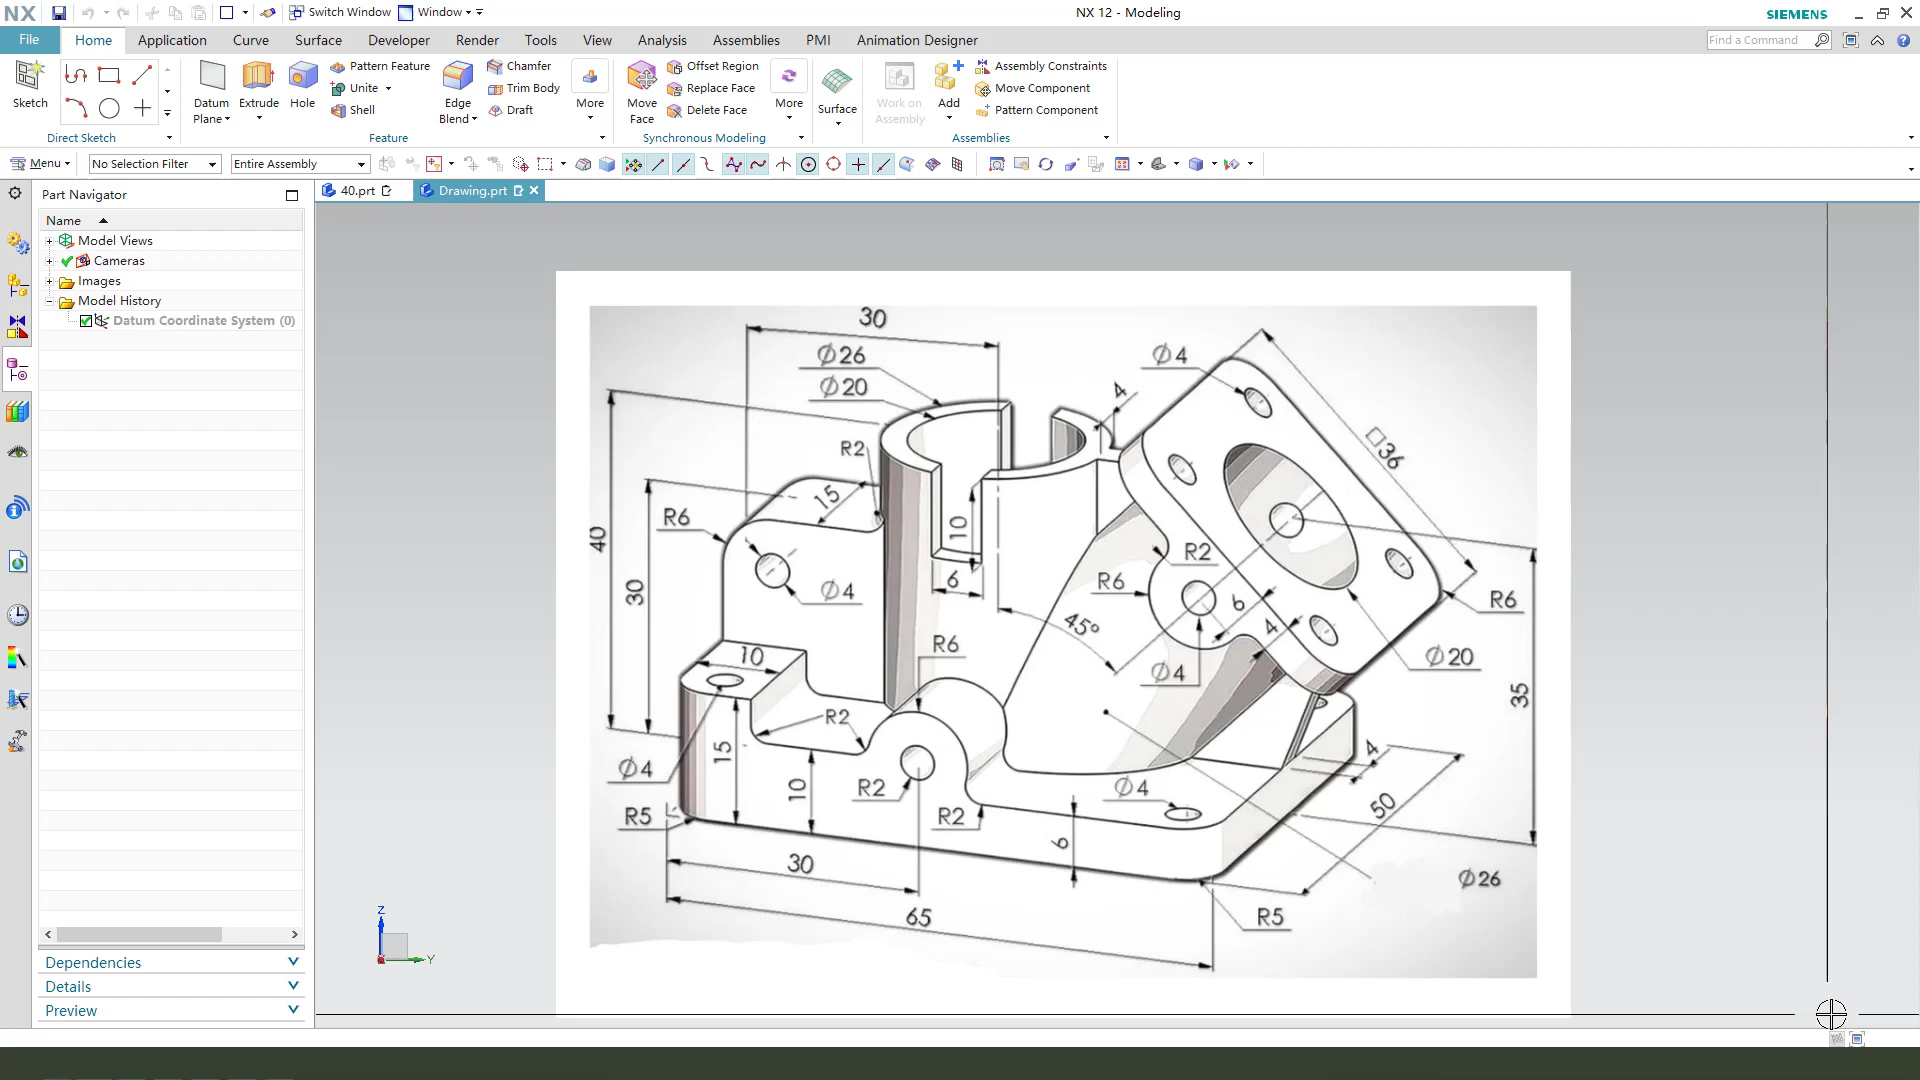 NX
Switch Window
Window
NX 12 - Modeling
SIEMENS
File
Home
Application
Curve
Surface
Developer
Render
Tools
View
Analysis
Assemblies
PMI
Animation Designer
Find a Command
Sketch
Direct Sketch
Datum Plane
Extrude
Hole
Pattern Feature
Unite
Shell
Edge Blend
Chamfer
Trim Body
Draft
More
Feature
Move Face
Offset Region
Replace Face
Delete Face
More
Synchronous Modeling
Surface
Work on Assembly
Add
Assembly Constraints
Move Component
Pattern Component
Assemblies
Menu
No Selection Filter
Entire Assembly
Part Navigator
40.prt
Drawing.prt
Name
Model Views
Cameras
Images
Model History
Datum Coordinate System (0)
Dependencies
Details
Preview
30
Ø26
Ø20
Ø4
4
□36
R2
15
R6
40
10
30
Ø4
6
R2
R6
6
45°
4
R6
Ø4
Ø20
35
10
R6
R2
15
Ø4
10
R2
R2
Ø4
4
50
R5
6
30
Ø26
65
R5
Z
Y